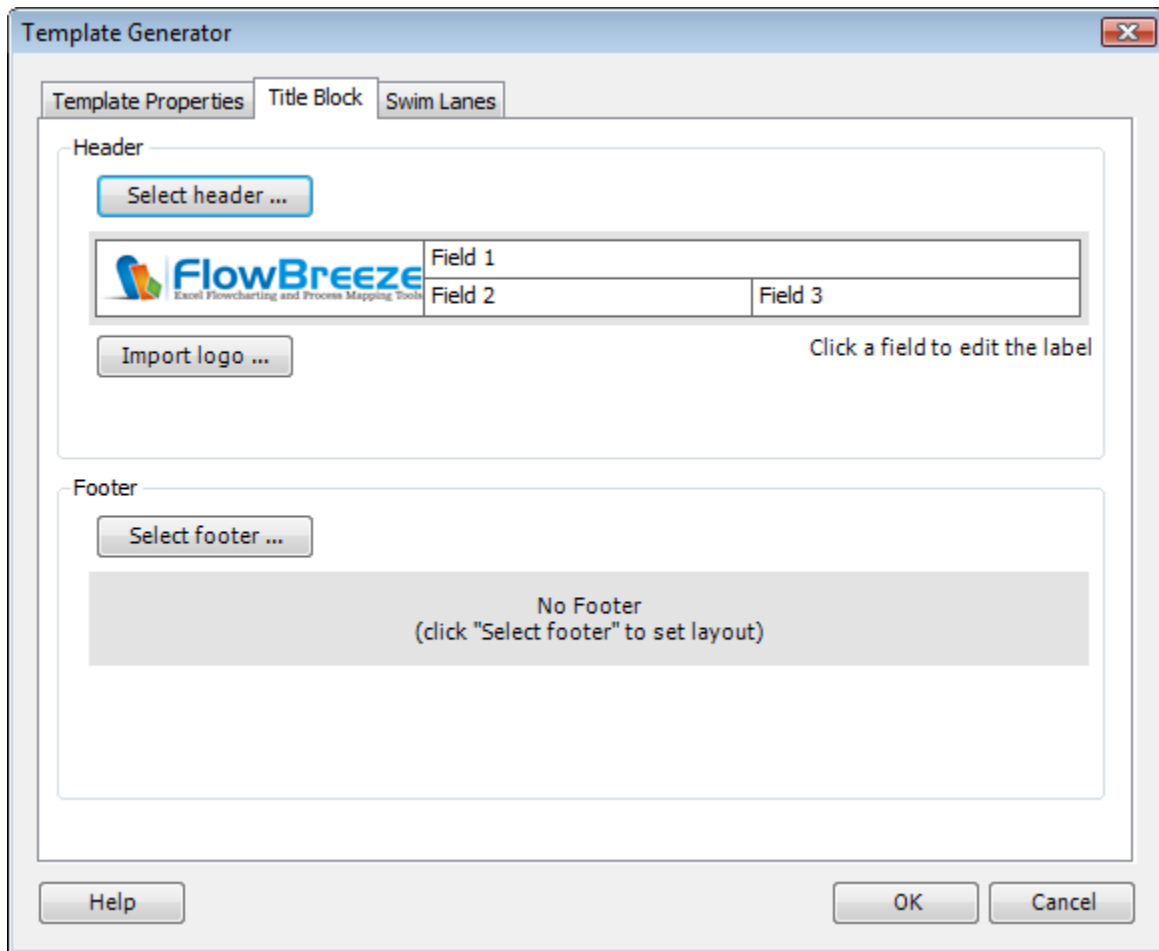 Template Generator
Template Properties
Title Block
Swim Lanes
Header
Select header ...
FlowBreeze
Excel Flowcharting and Process Mapping Tools
Field 1
Field 2
Field 3
Import logo ...
Click a field to edit the label
Footer
Select footer ...
No Footer
(click "Select footer" to set layout)
Help
OK
Cancel